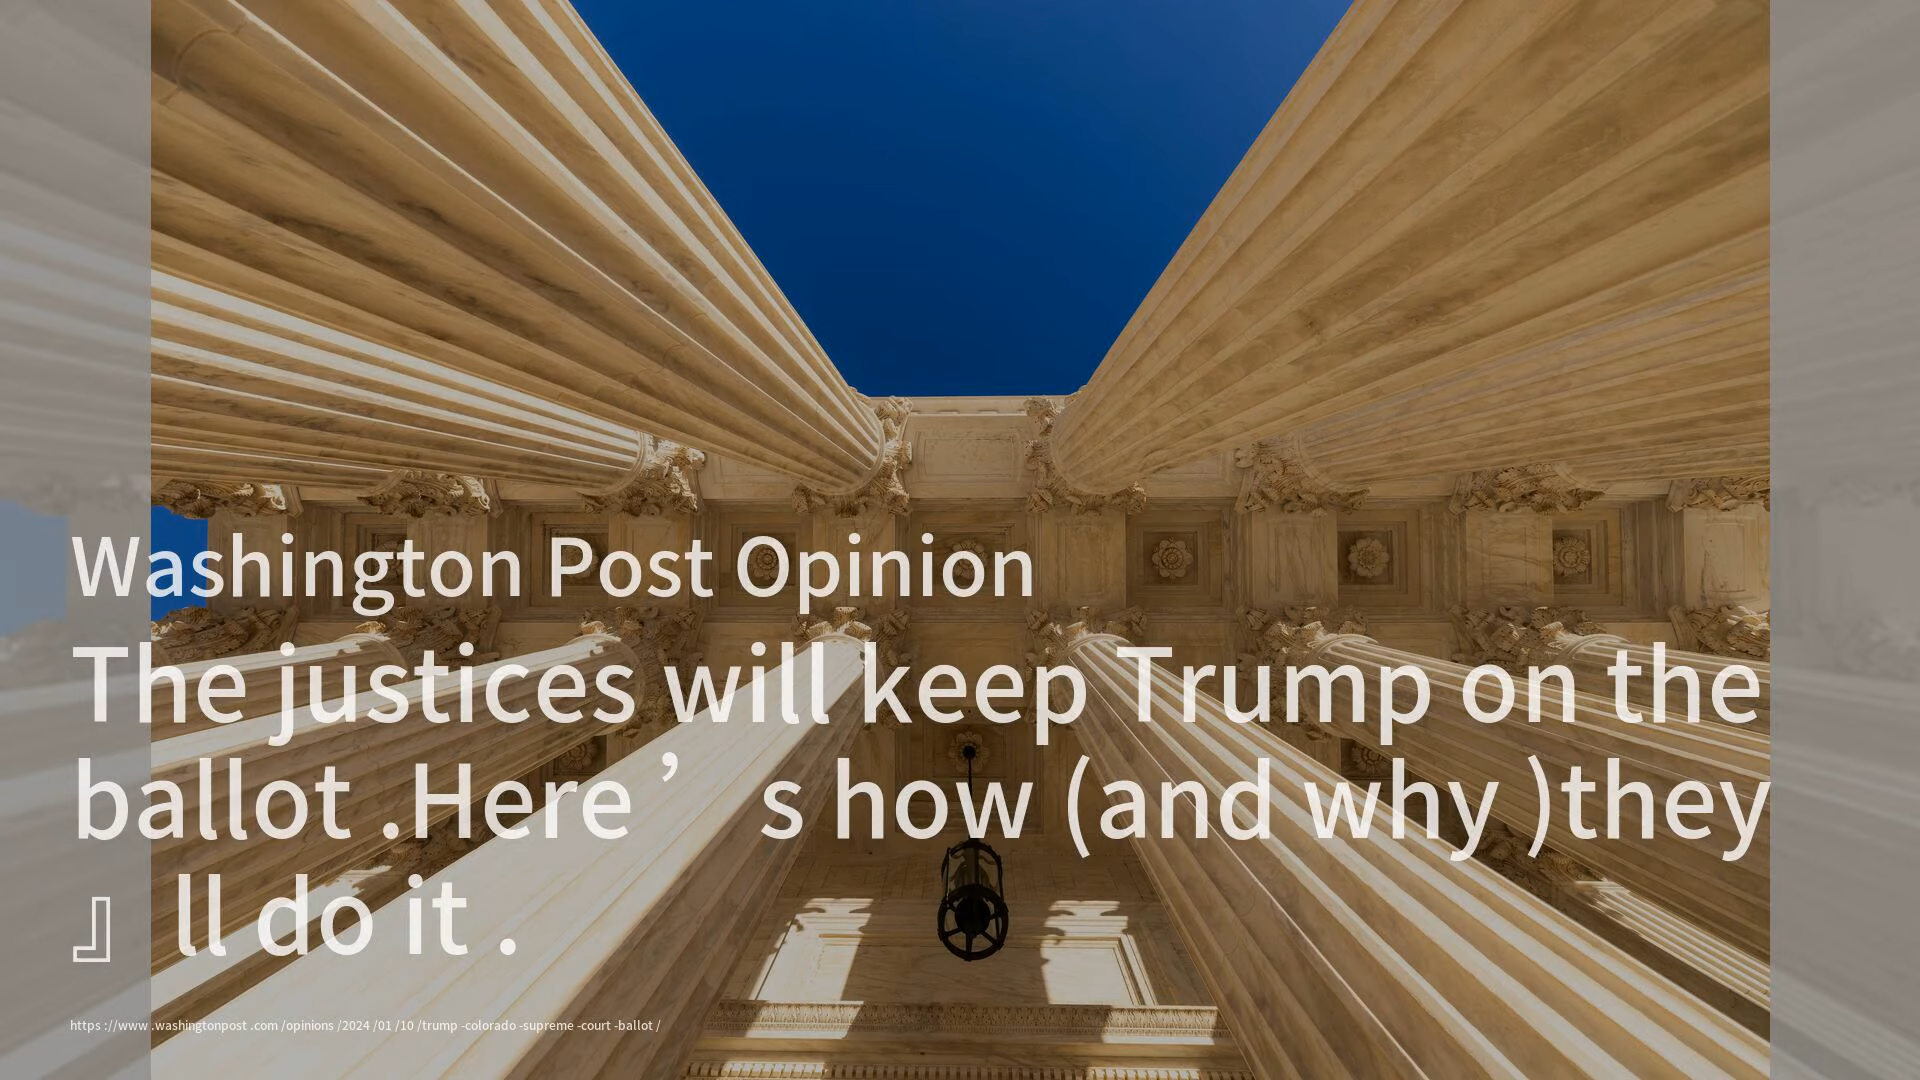 Washington Post Opinion
The justices will keep Trump on the
ballot .Here ’ s how (and why )they
』 ll do it .
https ://www .washingtonpost .com /opinions /2024 /01 /10 /trump -colorado -supreme -court -ballot /